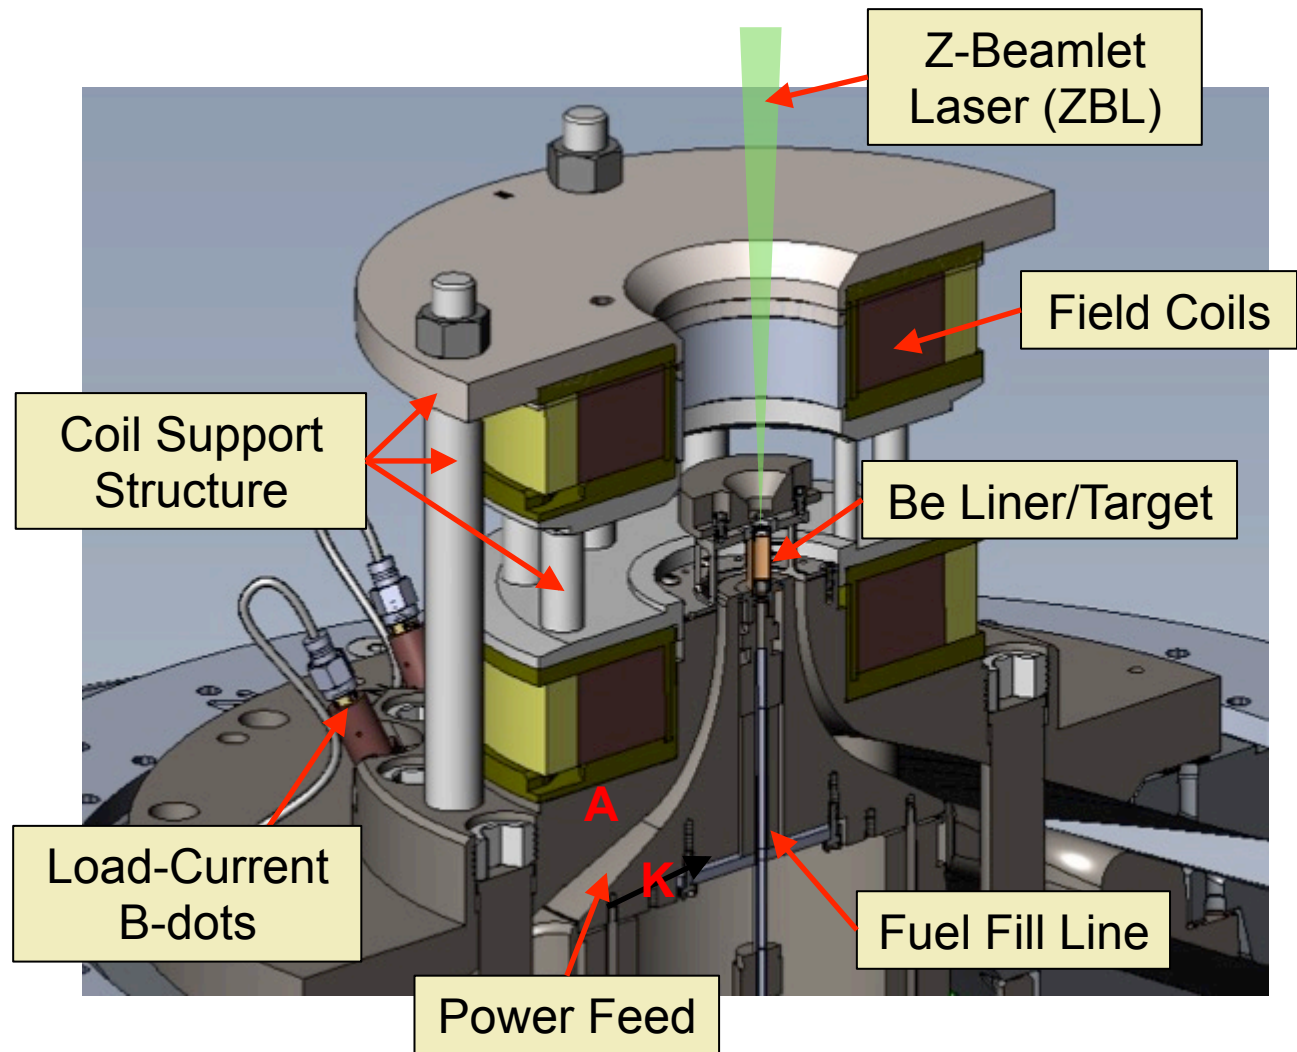 Z-Beamlet
Laser (ZBL)
Field Coils
Coil Support
Structure
Be Liner/Target
A
K
Load-Current
B-dots
Fuel Fill Line
Power Feed